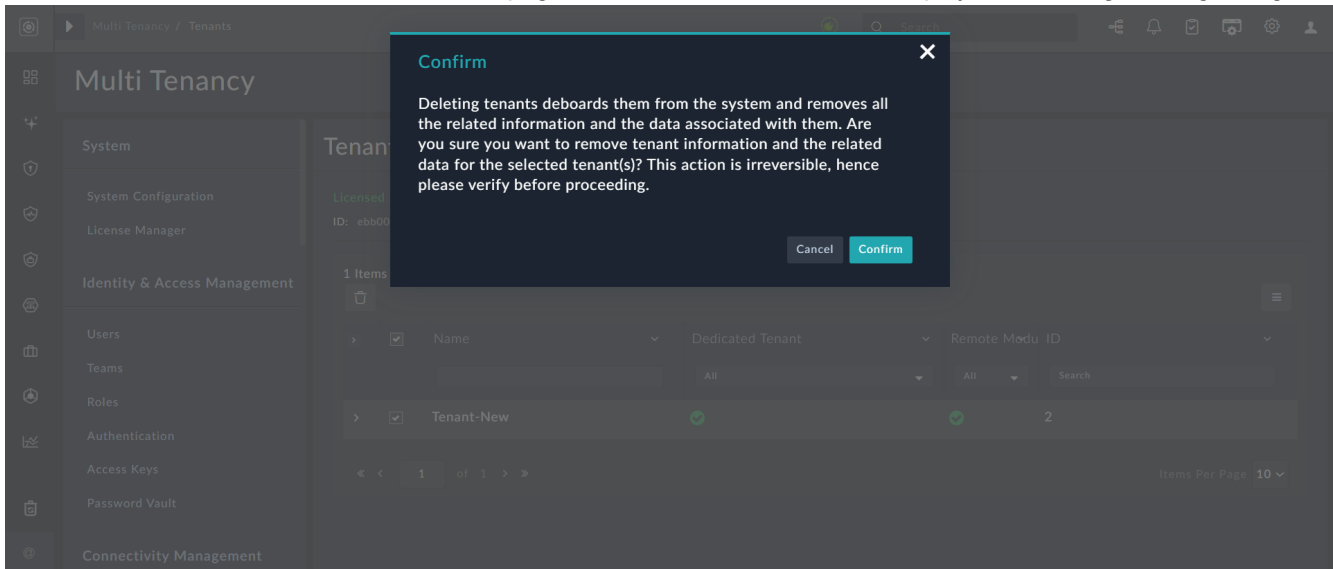 Multi Tenancy / Tenants
Search
Multi Tenancy
Confirm
Deleting tenants deboards them from the system and removes all
the related information and the data associated with them. Are
you sure you want to remove tenant information and the related
data for the selected tenant(s)? This action is irreversible, hence
please verify before proceeding.
Cancel Confirm
System
System Configuration
License Manager
Identity & Access Management
Users
Teams
Roles
Authentication
Access Keys
Password Vault
Connectivity Management
Tenan
Licensed
ID: ebb00
1 Items
Name Dedicated Tenant Remote Modu ID
All All Search
Tenant-New 2
« < 1 of 1 > »
Items Per Page 10